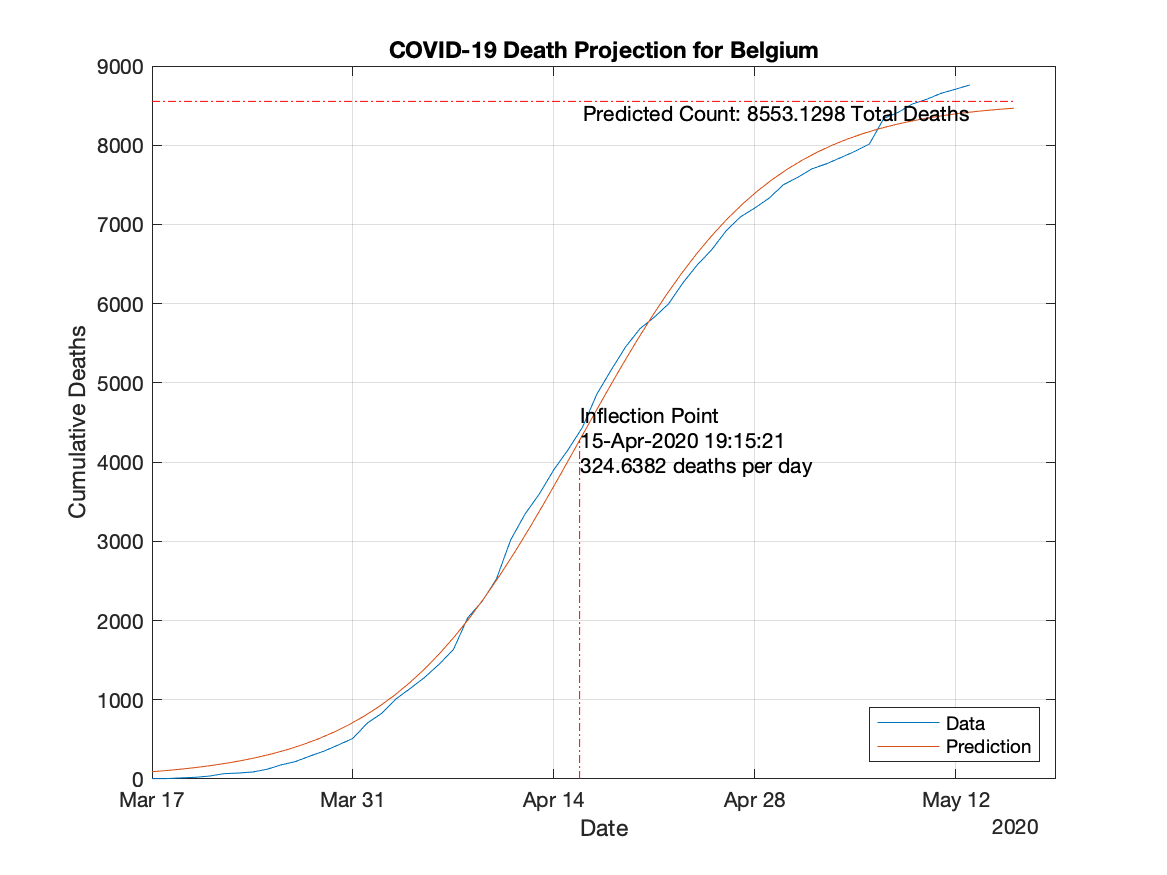 COVID-19 Death Projection for Belgium
9000
8000
7000
6000
5000
4000
3000
2000
1000
0
Cumulative Deaths
Predicted Count: 8553.1298 Total Deaths
Inflection Point
15-Apr-2020 19:15:21
324.6382 deaths per day
Data
Prediction
Mar 17 Mar 31 Apr 14 Apr 28 May 12
Date
2020